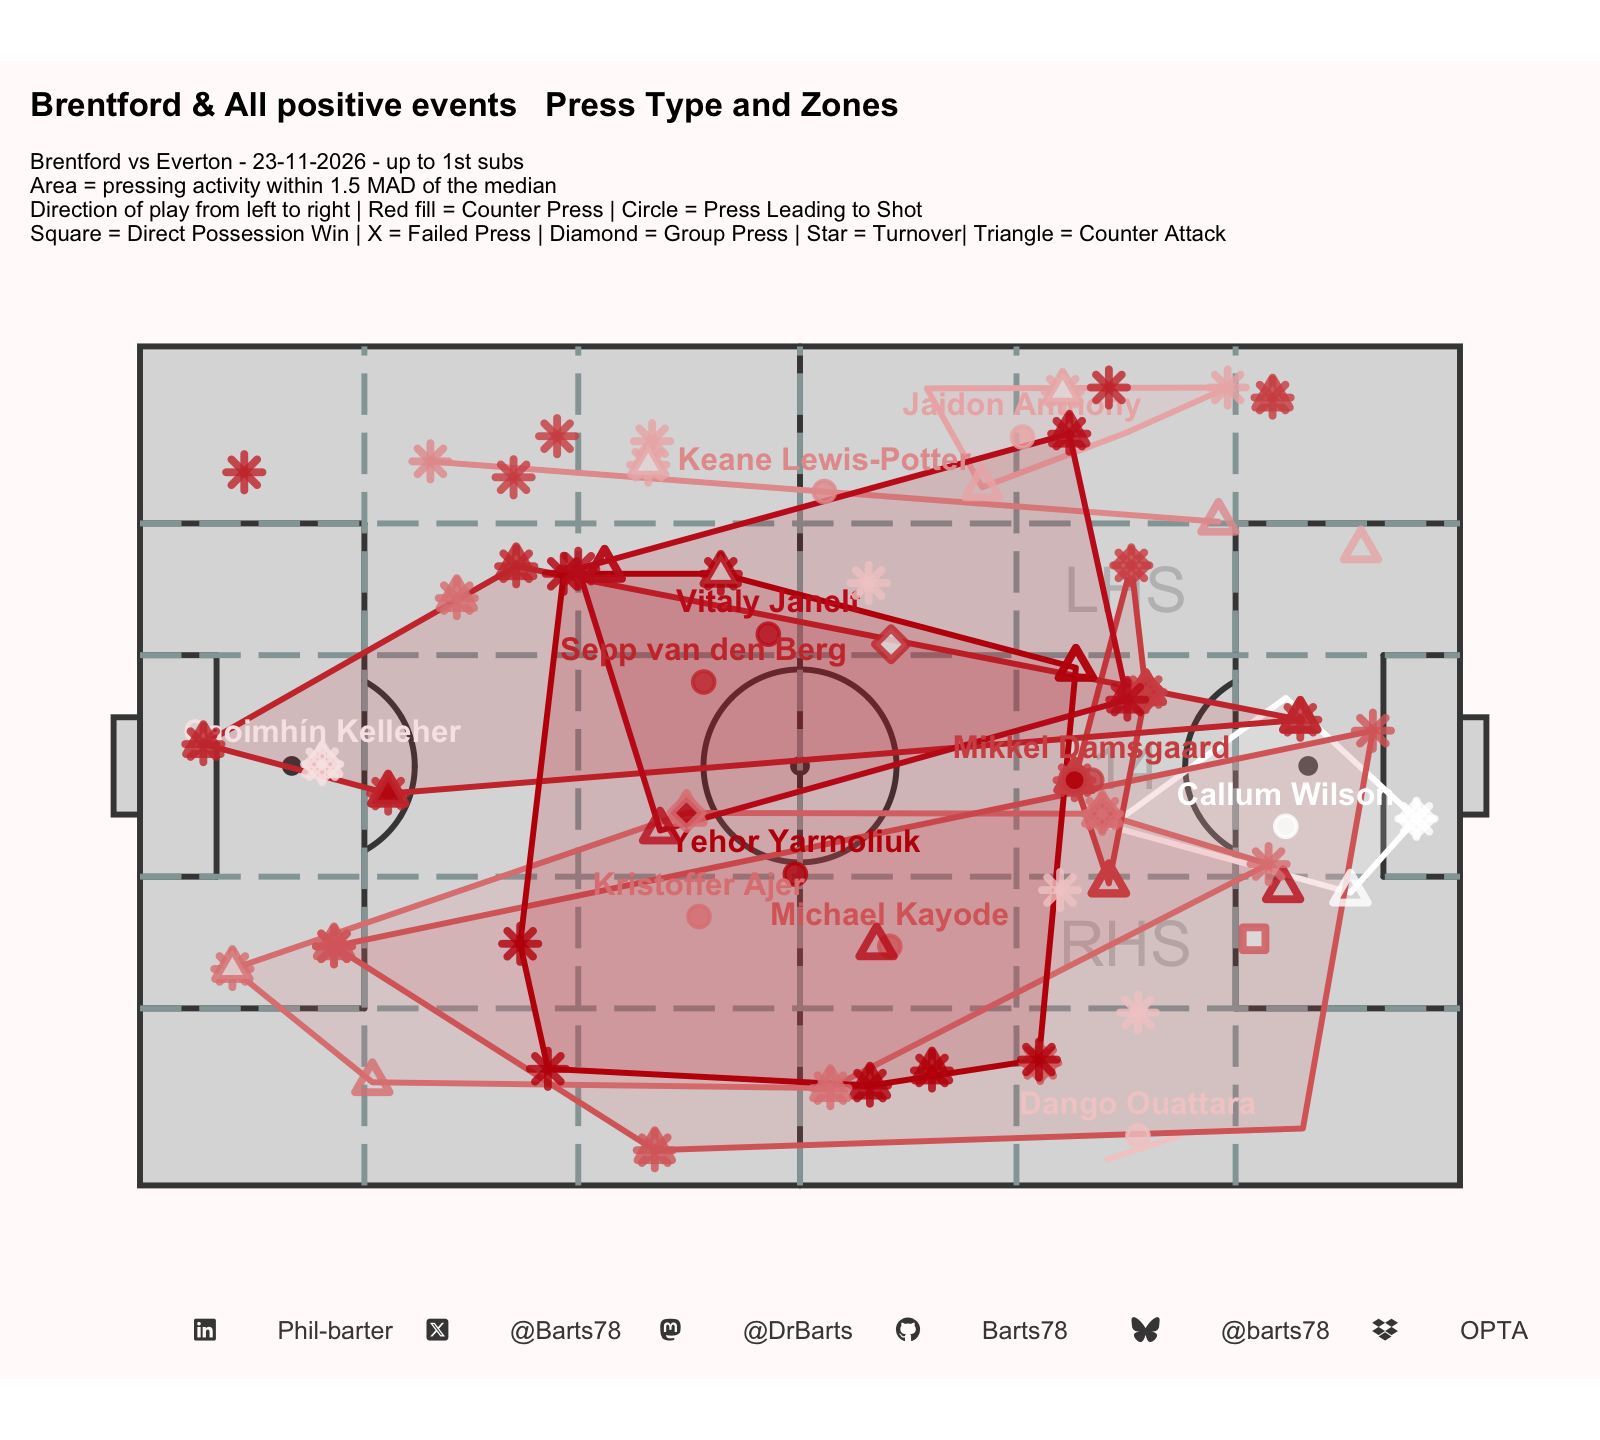 Brentford & All positive events   Press Type and Zones
Brentford vs Everton - 23-11-2026 - up to 1st subs
Area = pressing activity within 1.5 MAD of the median
Direction of play from left to right | Red fill = Counter Press | Circle = Press Leading to Shot
Square = Direct Possession Win | X = Failed Press | Diamond = Group Press | Star = Turnover| Triangle = Counter Attack
Jaidon Anthony
Keane Lewis-Potter
LHS
Vitaly Janelt
Sepp van den Berg
Caoimhín Kelleher
Mikkel Damsgaard
Callum Wilson
Yehor Yarmoliuk
Kristoffer Ajer
Michael Kayode
RHS
Dango Ouattara
Phil-barter
@Barts78
@DrBarts
Barts78
@barts78
OPTA